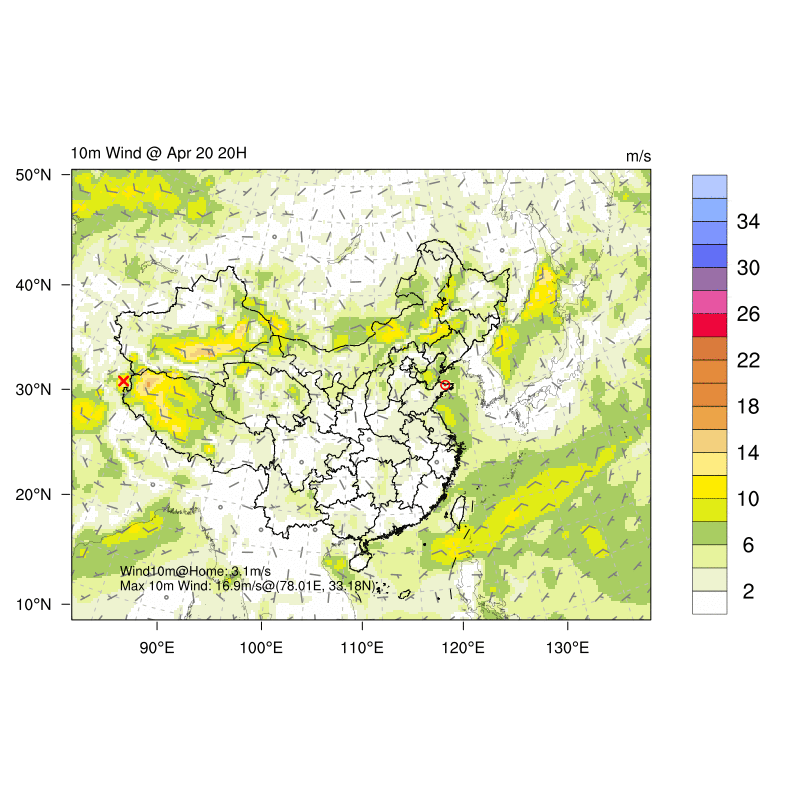 10m Wind @ Apr 20 20H
m/s
50°N
40°N
30°N
20°N
10°N
34
30
26
22
18
14
10
6
2
Wind10m@Home: 3.1m/s
Max 10m Wind: 16.9m/s@(78.01E, 33.18N)
90°E
100°E
110°E
120°E
130°E